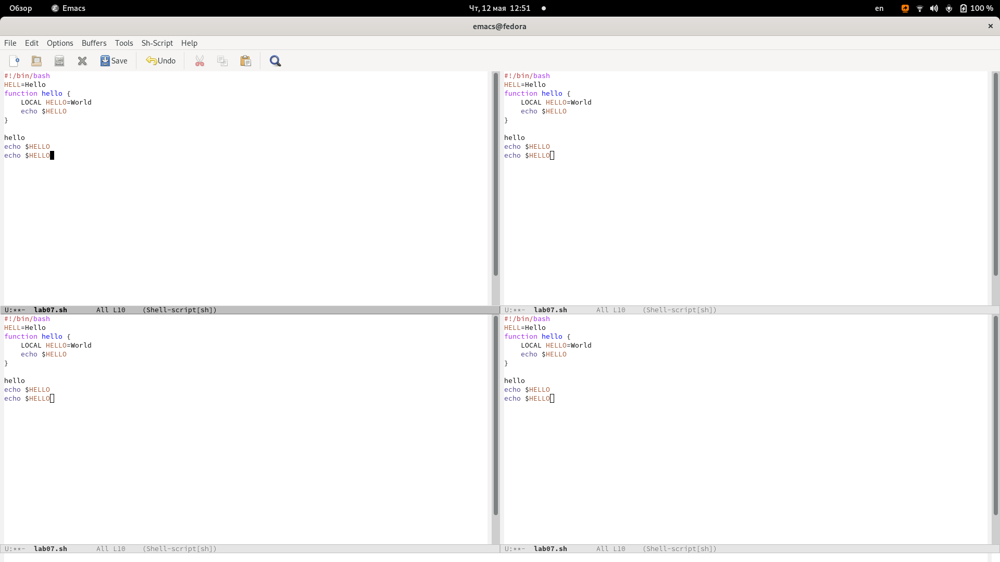 Обзор Emacs Чт, 12 мая 12:51 en 100 %
emacs@fedora
File Edit Options Buffers Tools Sh-Script Help
Save Undo
#!/bin/bash
HELL=Hello
function hello {
    LOCAL HELLO=World
    echo $HELLO
}
hello
echo $HELLO
echo $HELLO
U:**-  lab07.sh       All L10    (Shell-script[sh])
#!/bin/bash
HELL=Hello
function hello {
    LOCAL HELLO=World
    echo $HELLO
}
hello
echo $HELLO
echo $HELLO
U:**-  lab07.sh       All L10    (Shell-script[sh])
#!/bin/bash
HELL=Hello
function hello {
    LOCAL HELLO=World
    echo $HELLO
}
hello
echo $HELLO
echo $HELLO
U:**-  lab07.sh       All L10    (Shell-script[sh])
#!/bin/bash
HELL=Hello
function hello {
    LOCAL HELLO=World
    echo $HELLO
}
hello
echo $HELLO
echo $HELLO
U:**-  lab07.sh       All L10    (Shell-script[sh])